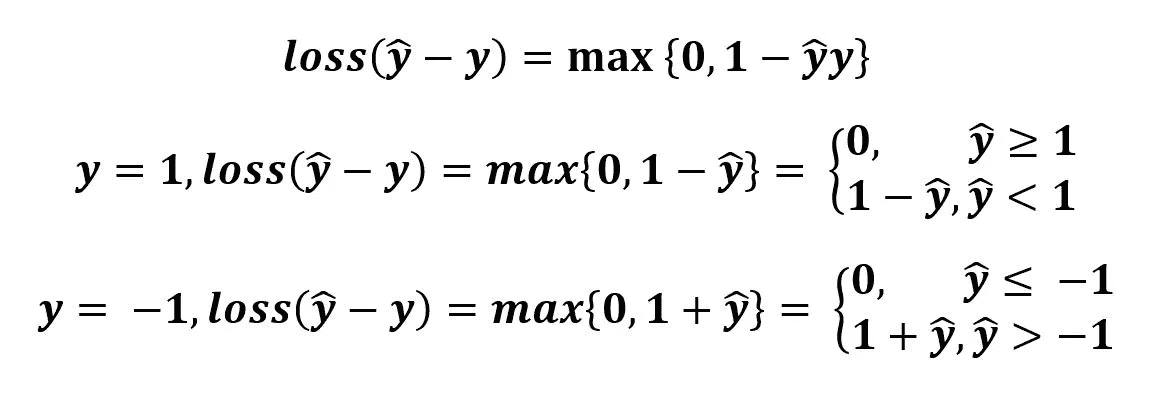 loss(ŷ − y) = max {0, 1 − ŷy}
y = 1, loss(ŷ − y) = max{0, 1 − ŷ} = {0, ŷ ≥ 1
1 − ŷ, ŷ < 1
y = −1, loss(ŷ − y) = max{0, 1 + ŷ} = {0, ŷ ≤ −1
1 + ŷ, ŷ > −1